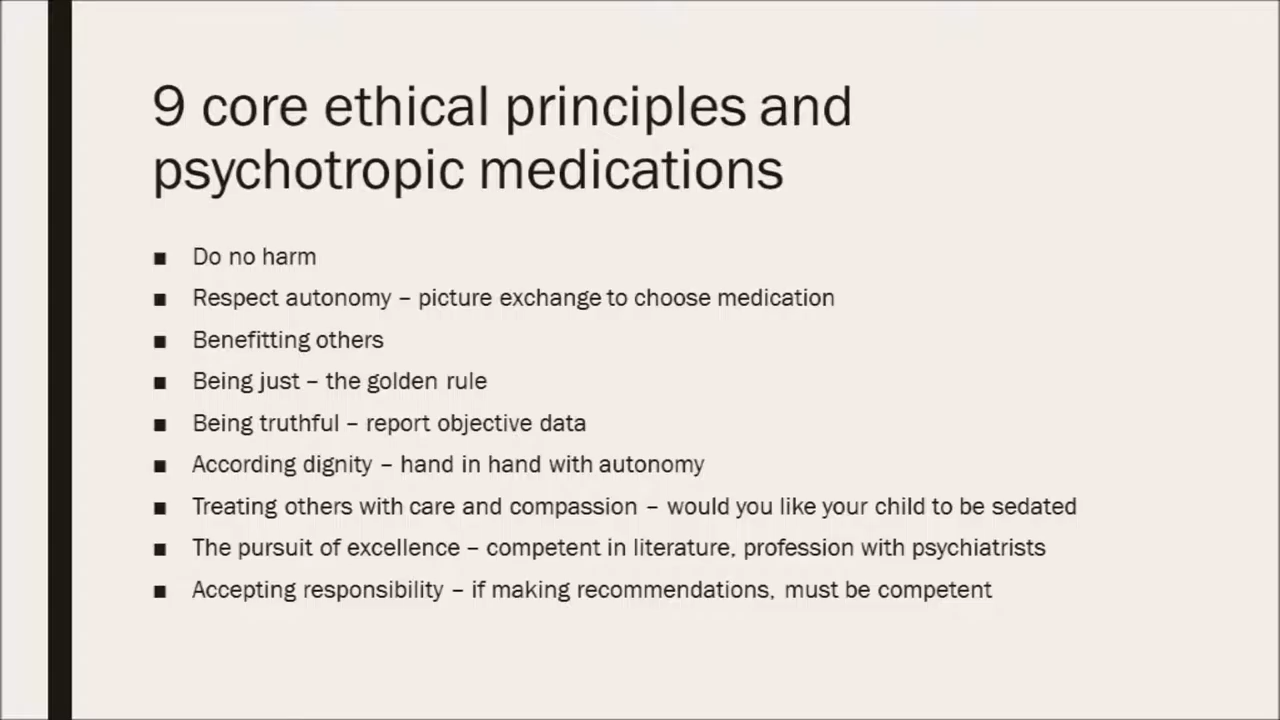 9 core ethical principles and
psychotropic medications
▪ Do no harm
▪ Respect autonomy – picture exchange to choose medication
▪ Benefitting others
▪ Being just – the golden rule
▪ Being truthful – report objective data
▪ According dignity – hand in hand with autonomy
▪ Treating others with care and compassion – would you like your child to be sedated
▪ The pursuit of excellence – competent in literature, profession with psychiatrists
▪ Accepting responsibility – if making recommendations, must be competent